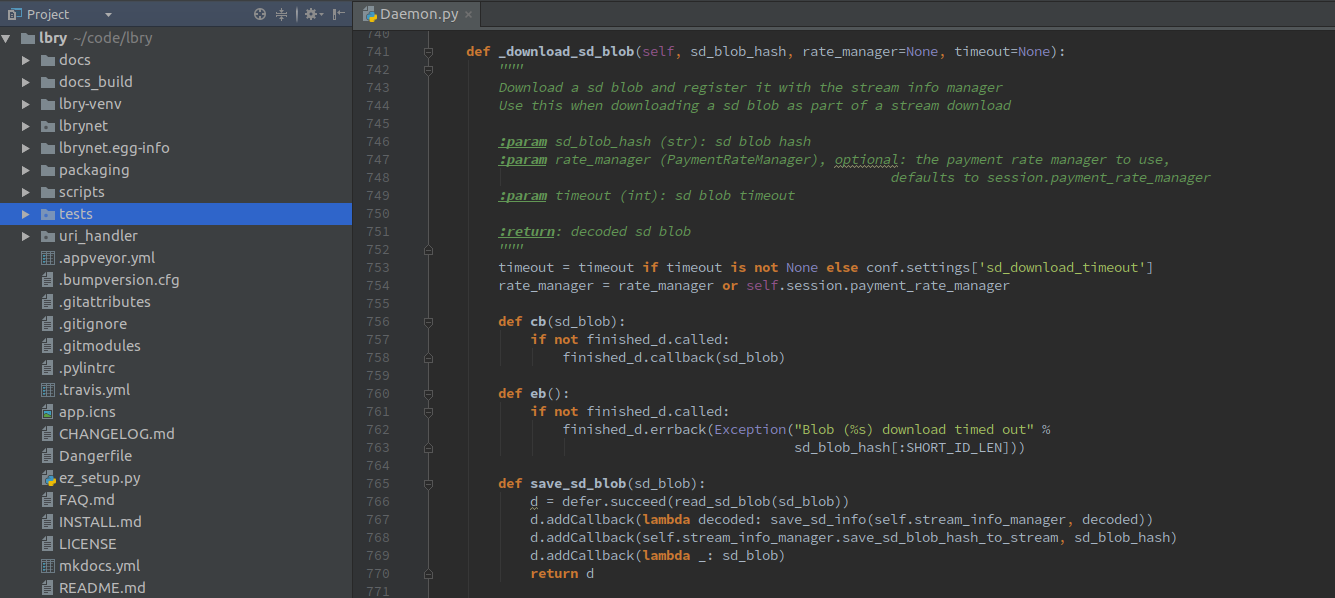 Project
lbry ~/code/lbry
docs
docs_build
lbry-venv
lbrynet
lbrynet.egg-info
packaging
scripts
tests
uri_handler
.appveyor.yml
.bumpversion.cfg
.gitattributes
.gitignore
.gitmodules
.pylintrc
.travis.yml
app.icns
CHANGELOG.md
Dangerfile
ez_setup.py
FAQ.md
INSTALL.md
LICENSE
mkdocs.yml
README.md
Daemon.py
740
741 def _download_sd_blob(self, sd_blob_hash, rate_manager=None, timeout=None):
742 """
743 Download a sd blob and register it with the stream info manager
744 Use this when downloading a sd blob as part of a stream download
745
746 :param sd_blob_hash (str): sd blob hash
747 :param rate_manager (PaymentRateManager), optional: the payment rate manager to use,
748 defaults to session.payment_rate_manager
749 :param timeout (int): sd blob timeout
750
751 :return: decoded sd blob
752 """
753 timeout = timeout if timeout is not None else conf.settings['sd_download_timeout']
754 rate_manager = rate_manager or self.session.payment_rate_manager
755
756 def cb(sd_blob):
757 if not finished_d.called:
758 finished_d.callback(sd_blob)
759
760 def eb():
761 if not finished_d.called:
762 finished_d.errback(Exception("Blob (%s) download timed out" %
763 sd_blob_hash[:SHORT_ID_LEN]))
764
765 def save_sd_blob(sd_blob):
766 d = defer.succeed(read_sd_blob(sd_blob))
767 d.addCallback(lambda decoded: save_sd_info(self.stream_info_manager, decoded))
768 d.addCallback(self.stream_info_manager.save_sd_blob_hash_to_stream, sd_blob_hash)
769 d.addCallback(lambda _: sd_blob)
770 return d
771